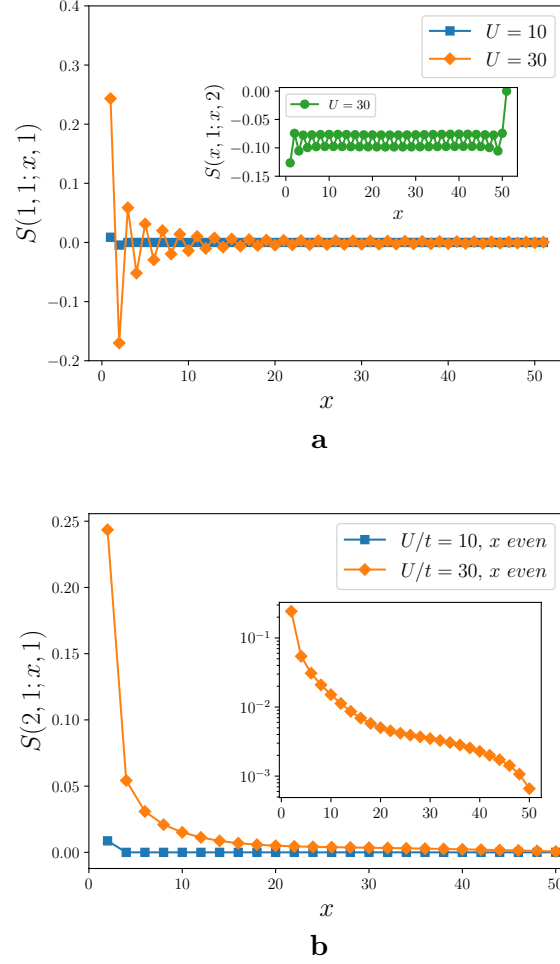 0.4
0.3
0.2
0.1
0.0
−0.1
−0.2
S(1, 1; x, 1)
U = 10
U = 30
0.00
−0.05
−0.10
−0.15
S(x, 1; x, 2)
U = 30
0 10 20 30 40 50
x
0 10 20 30 40 50
x
a
0.25
0.20
0.15
0.10
0.05
0.00
S(2, 1; x, 1)
U/t = 10, x even
U/t = 30, x even
10⁻¹
10⁻²
10⁻³
0 10 20 30 40 50
0 10 20 30 40 50
x
b